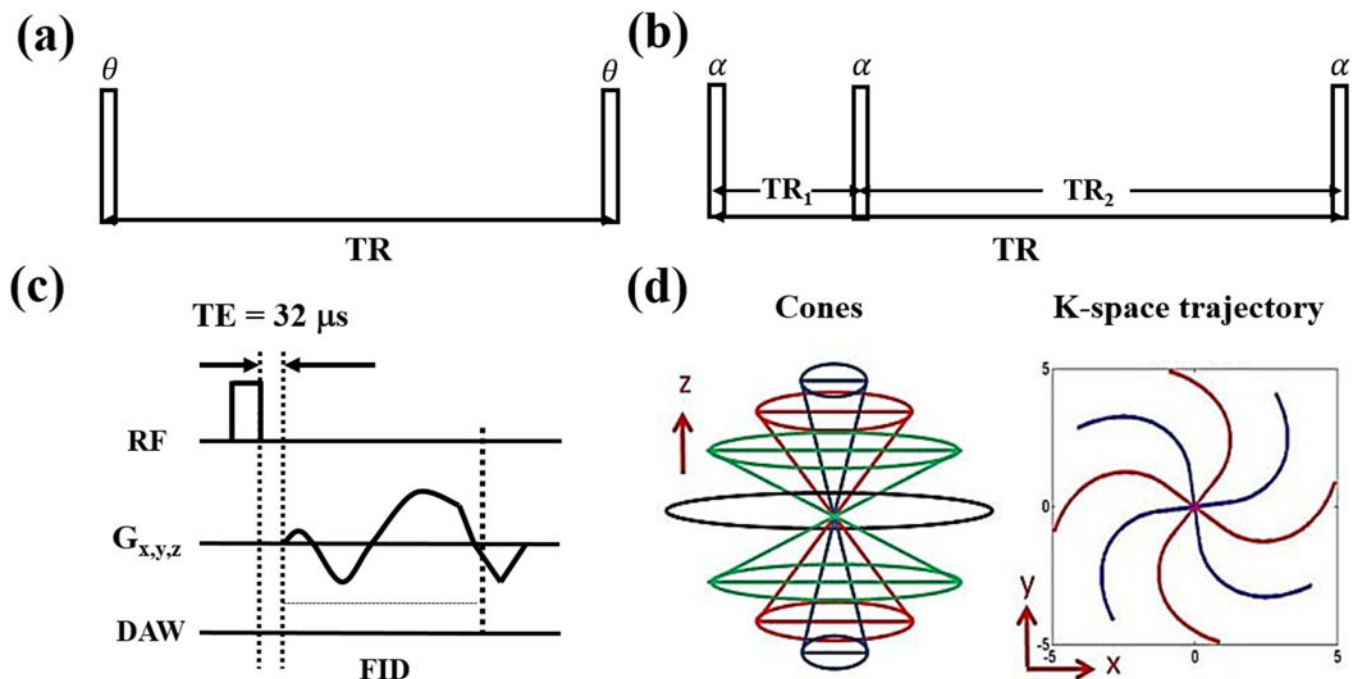 (a)
θ θ
TR
(b)
α α α
TR₁ TR₂
TR
(c)
TE = 32 μs
RF
Gx,y,z
DAW
FID
(d)
Cones K-space trajectory
z
5
0
-5
-5 0 5
y
x